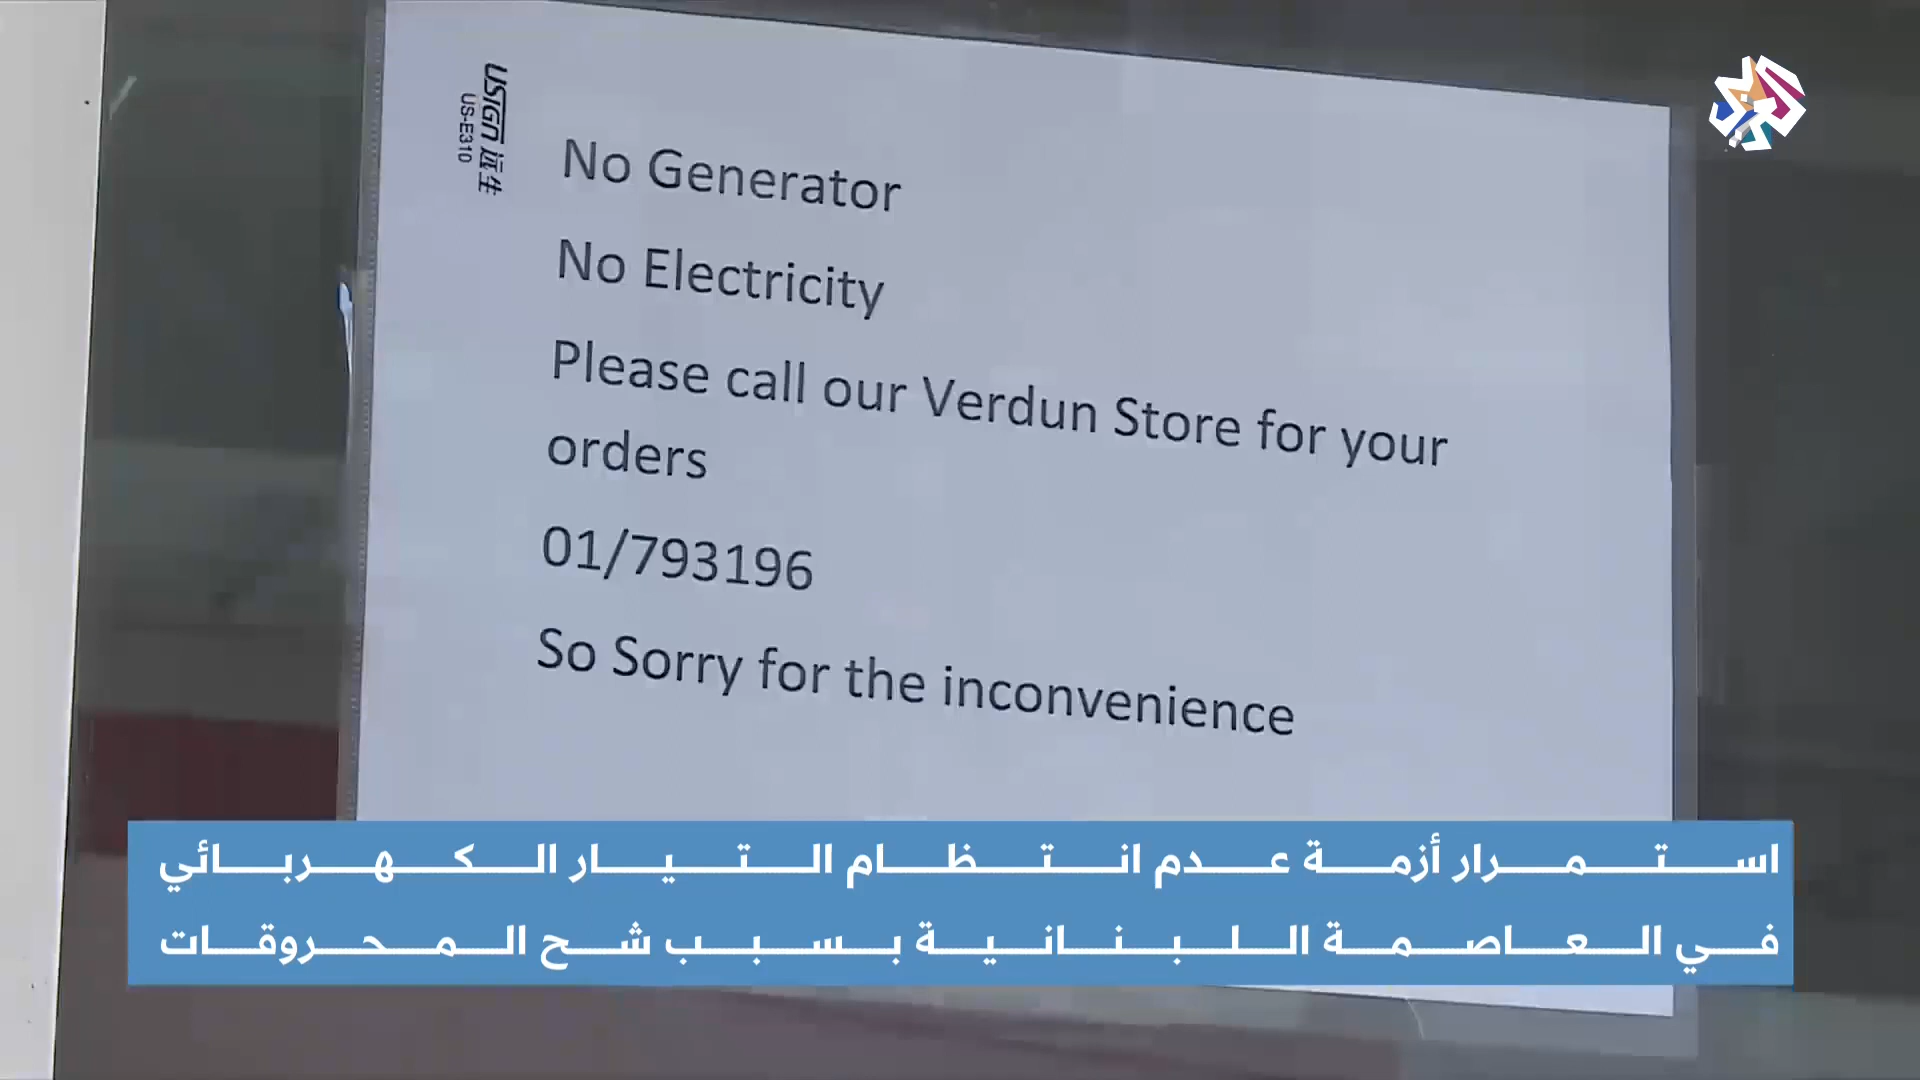 USIGN 远生
US-E310
No Generator
No Electricity
Please call our Verdun Store for your
orders
01/793196
So Sorry for the inconvenience
استمرار أزمة عدم انتظام التيار الكهربائي
في العاصمة اللبنانية بسبب شح المحروقات